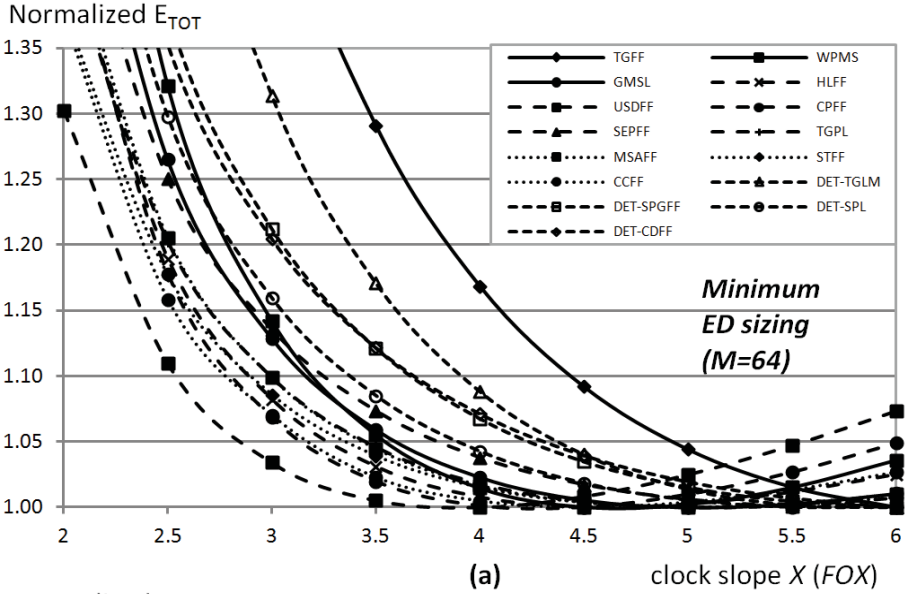 Normalized E_TOT
1.35
1.30
1.25
1.20
1.15
1.10
1.05
1.00
TGFF WPMS
GMSL HLFF
USDFF CPFF
SEPFF TGPL
MSAFF STFF
CCFF DET-TGLM
DET-SPGFF DET-SPL
DET-CDFF
Minimum
ED sizing
(M=64)
2 2.5 3 3.5 4 4.5 5 5.5 6
(a) clock slope X (FOX)